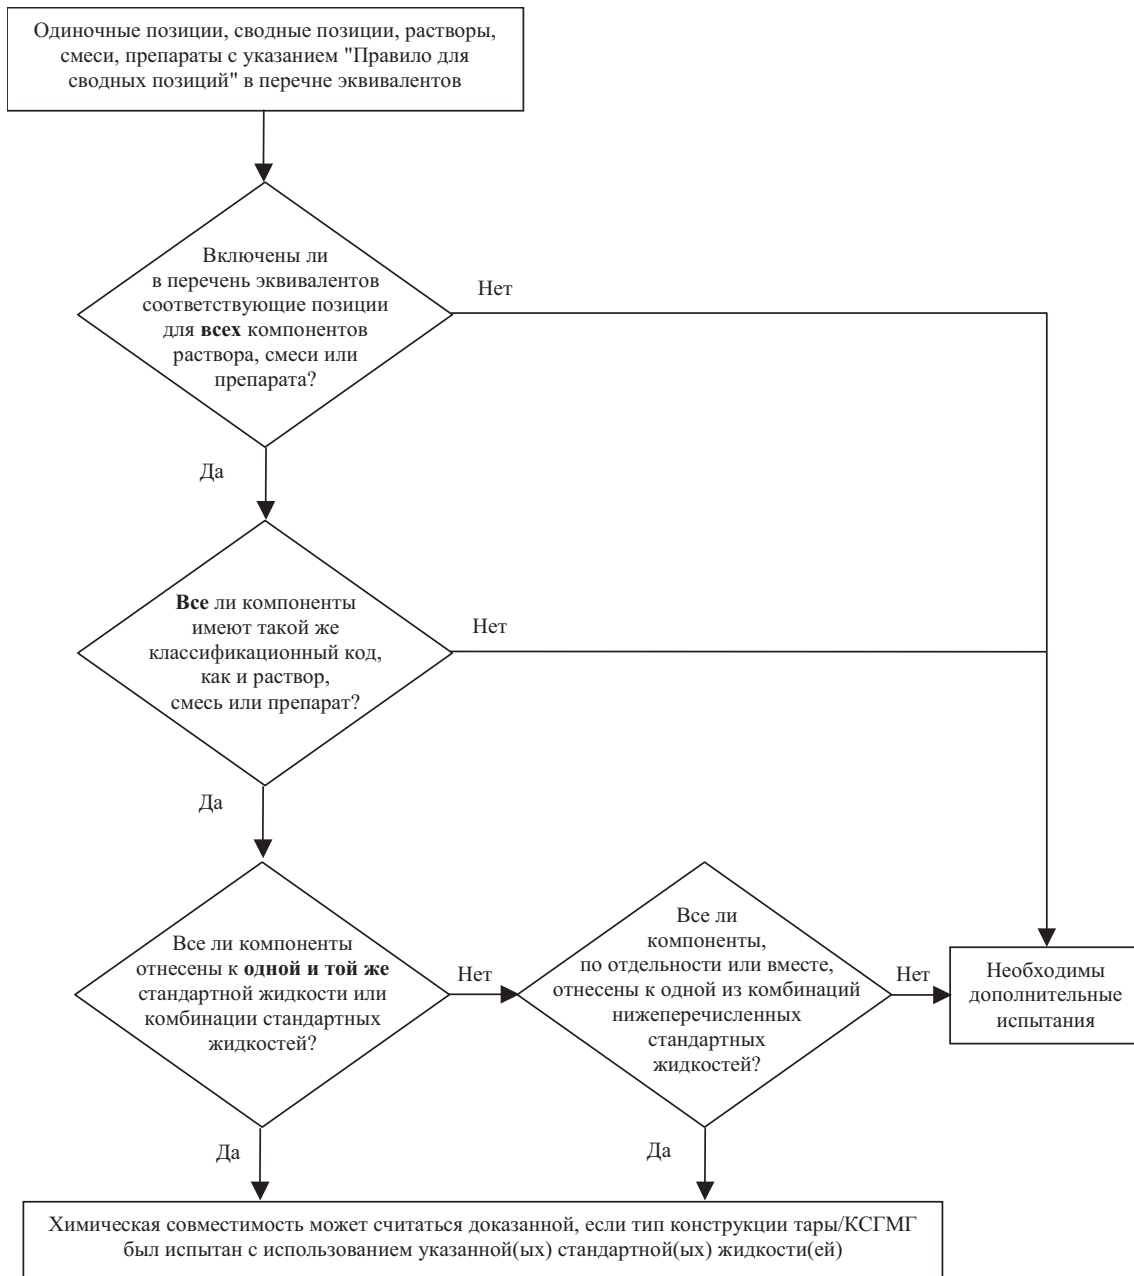 Одиночные позиции, сводные позиции, растворы,
смеси, препараты с указанием "Правило для
сводных позиций" в перечне эквивалентов
Включены ли
в перечень эквивалентов
соответствующие позиции
для всех компонентов
раствора, смеси или
препарата?
Нет
Да
Все ли компоненты
имеют такой же
классификационный код,
как и раствор,
смесь или препарат?
Нет
Да
Все ли компоненты
отнесены к одной и той же
стандартной жидкости или
комбинации стандартных
жидкостей?
Нет
Все ли
компоненты,
по отдельности или вместе,
отнесены к одной из комбинаций
нижеперечисленных
стандартных
жидкостей?
Нет
Необходимы
дополнительные
испытания
Да
Да
Химическая совместимость может считаться доказанной, если тип конструкции тары/КСГМГ
был испытан с использованием указанной(ых) стандартной(ых) жидкости(ей)